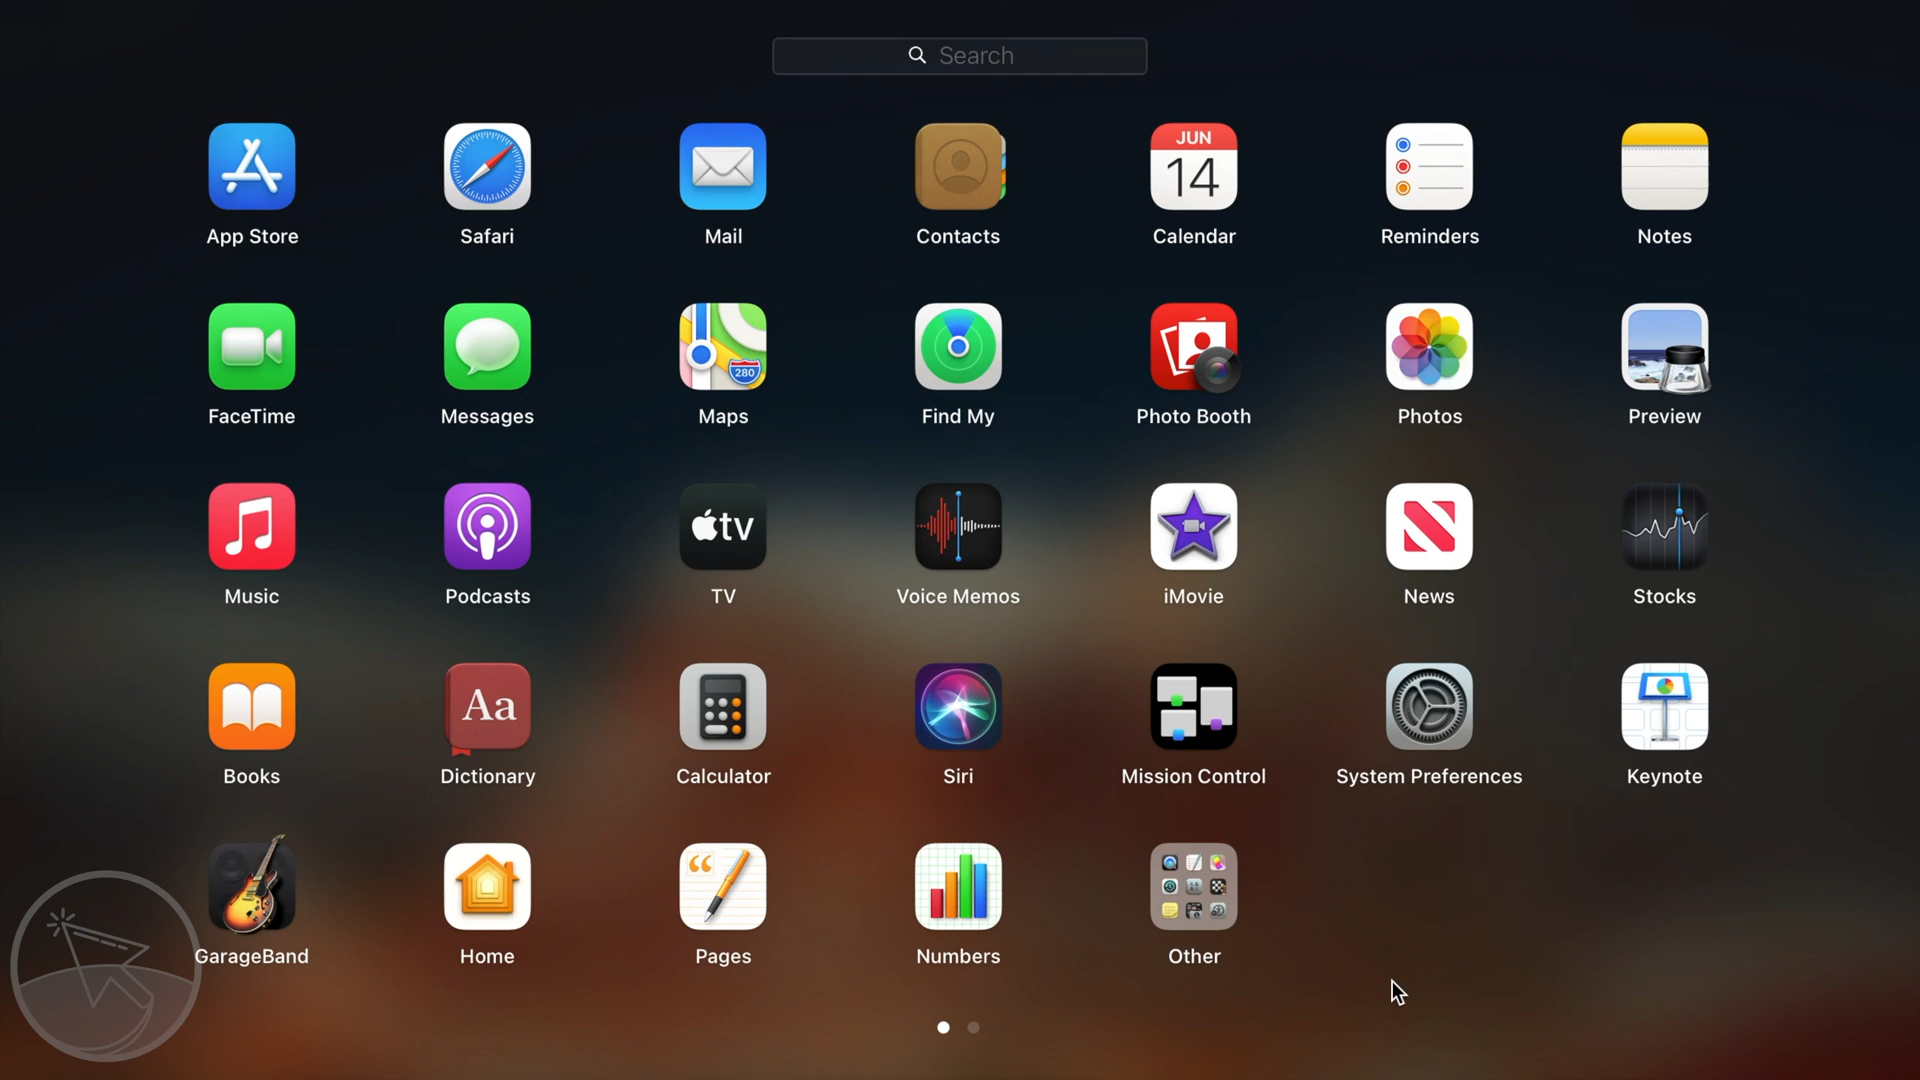 Search
JUN
14
App Store
Safari
Mail
Contacts
Calendar
Reminders
Notes
280
FaceTime
Messages
Maps
Find My
Photo Booth
Photos
Preview
tv
Music
Podcasts
TV
Voice Memos
iMovie
News
Stocks
Aa
Books
Dictionary
Calculator
Siri
Mission Control
System Preferences
Keynote
“
GarageBand
Home
Pages
Numbers
Other